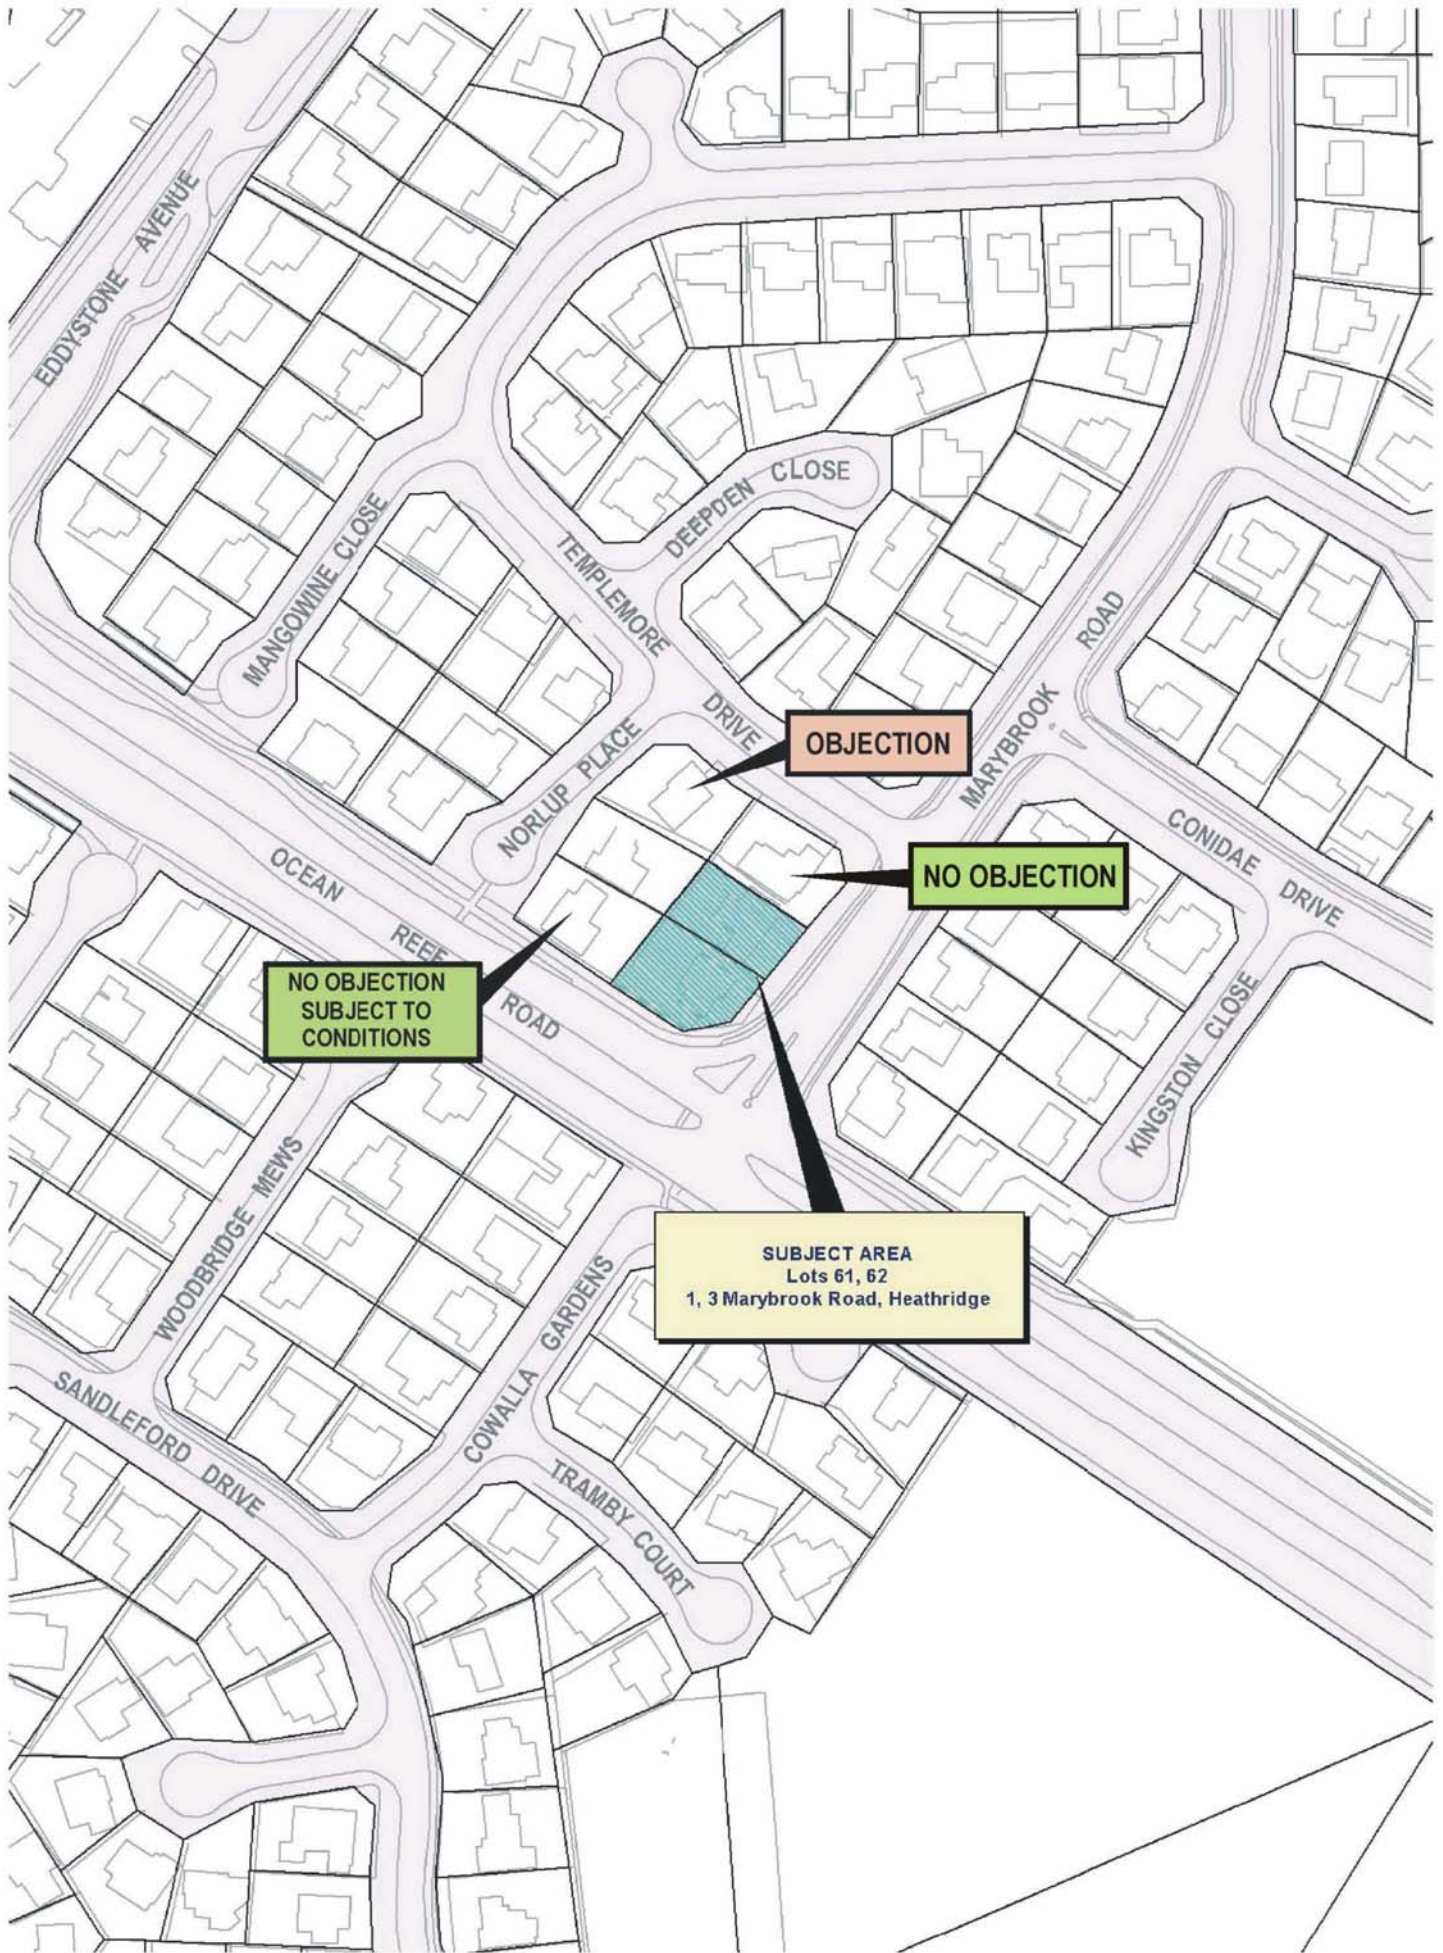 EDDYSTONE AVENUE
MANGOWINE CLOSE
DEEPDEN CLOSE
TEMPLEMORE DRIVE
MARYBROOK ROAD
NORLUP PLACE
OBJECTION
CONIDAE DRIVE
NO OBJECTION
OCEAN REEF ROAD
NO OBJECTION
SUBJECT TO
CONDITIONS
KINGSTON CLOSE
WOODBRIDGE MEWS
SUBJECT AREA
Lots 61, 62
1, 3 Marybrook Road, Heathridge
COWALLA GARDENS
SANDLEFORD DRIVE
TRAMBY COURT